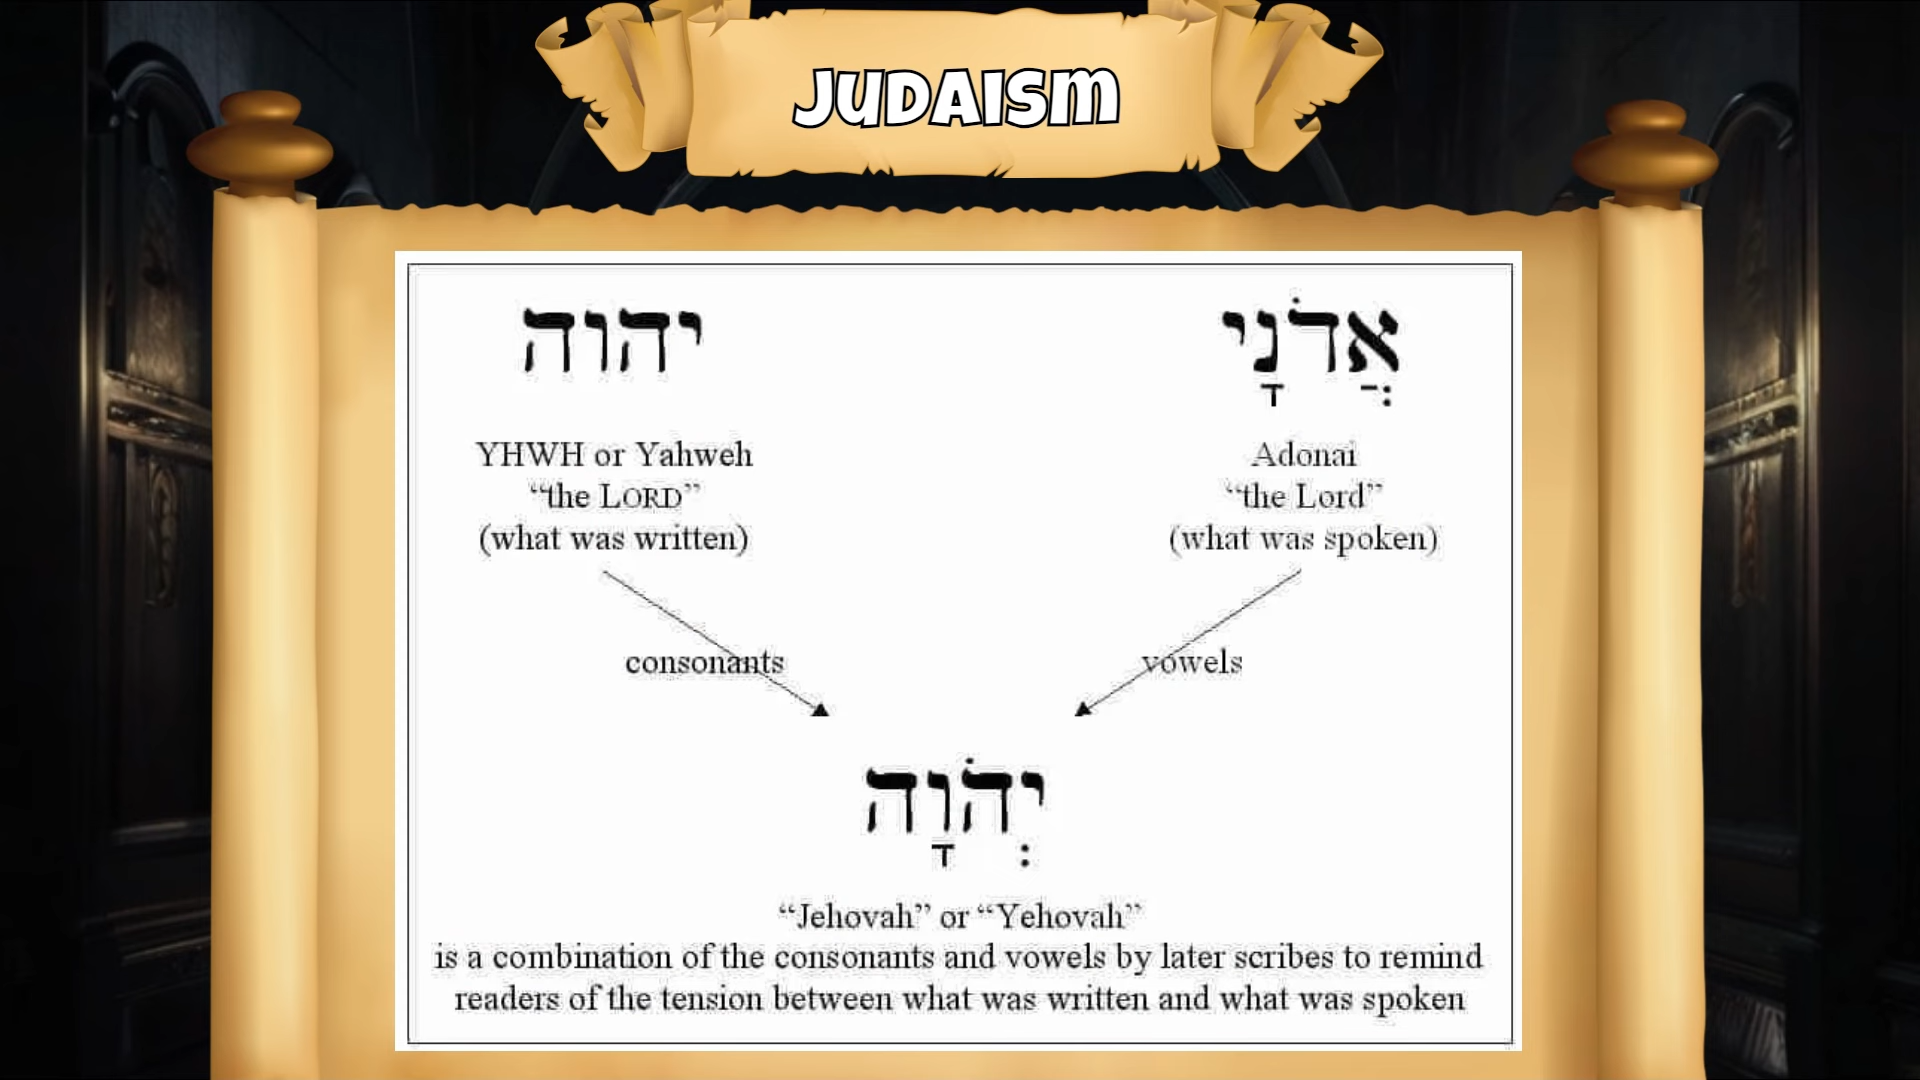 JUDAISM
יהוה
אֲדֹנָי
YHWH or Yahweh
“the LORD”
(what was written)
Adonai
“the Lord”
(what was spoken)
consonants
vowels
יְהֹוָה
“Jehovah” or “Yehovah”
is a combination of the consonants and vowels by later scribes to remind
readers of the tension between what was written and what was spoken